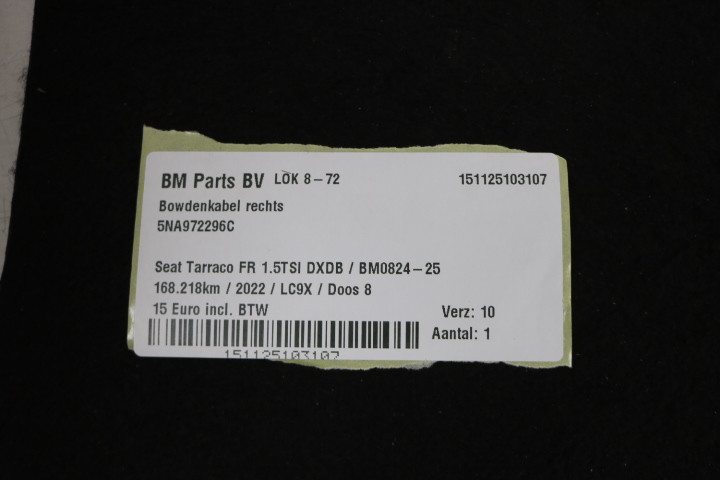 BM Parts BV LOK 8-72 151125103107
Bowdenkabel rechts
5NA972296C
Seat Tarraco FR 1.5TSI DXDB / BM0824-25
168.218km / 2022 / LC9X / Doos 8
15 Euro incl. BTW Verz: 10
Aantal: 1
151125103107